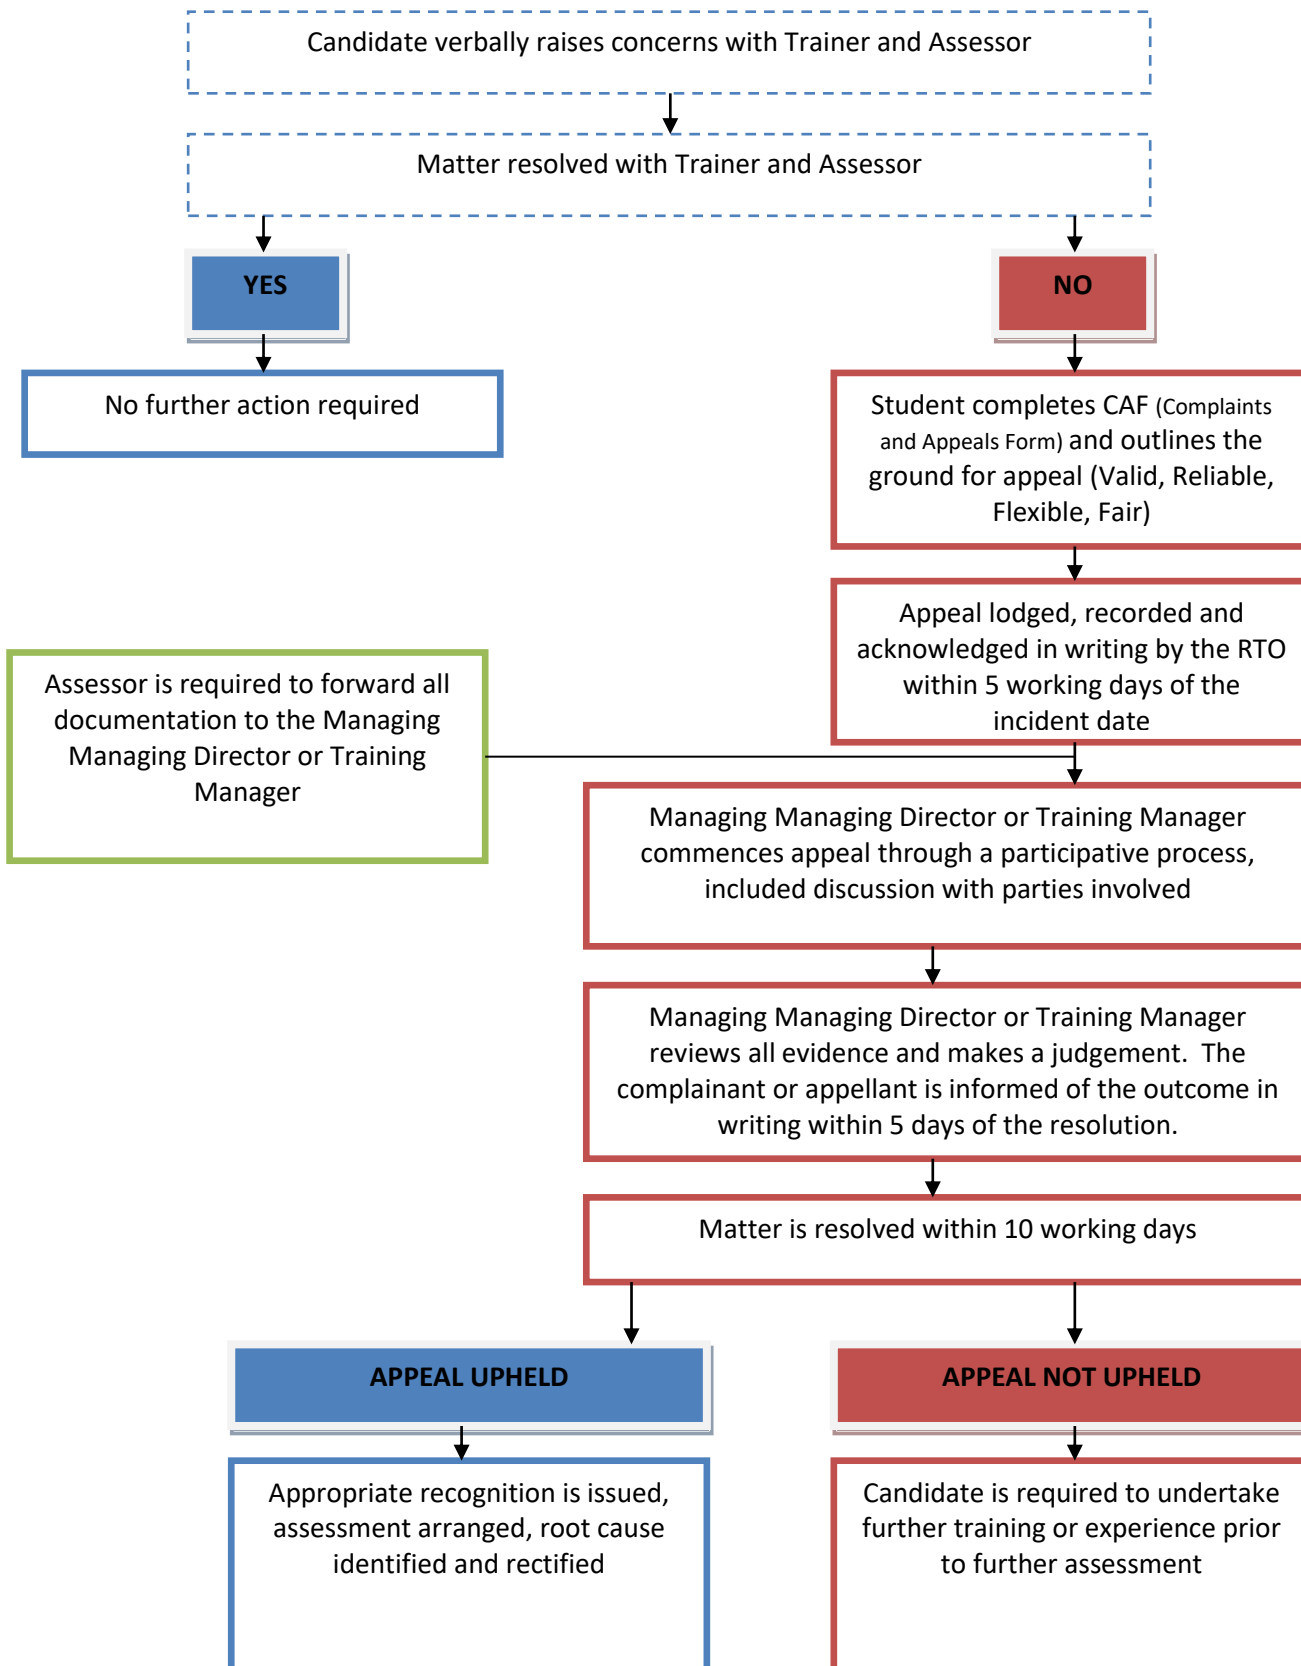 Candidate verbally raises concerns with Trainer and Assessor
Matter resolved with Trainer and Assessor
YES
NO
No further action required
Student completes CAF (Complaints
and Appeals Form) and outlines the
ground for appeal (Valid, Reliable,
Flexible, Fair)
Appeal lodged, recorded and
acknowledged in writing by the RTO
within 5 working days of the
incident date
Assessor is required to forward all
documentation to the Managing
Managing Director or Training
Manager
Managing Managing Director or Training Manager
commences appeal through a participative process,
included discussion with parties involved
Managing Managing Director or Training Manager
reviews all evidence and makes a judgement.  The
complainant or appellant is informed of the outcome in
writing within 5 days of the resolution.
Matter is resolved within 10 working days
APPEAL UPHELD
APPEAL NOT UPHELD
Appropriate recognition is issued,
assessment arranged, root cause
identified and rectified
Candidate is required to undertake
further training or experience prior
to further assessment